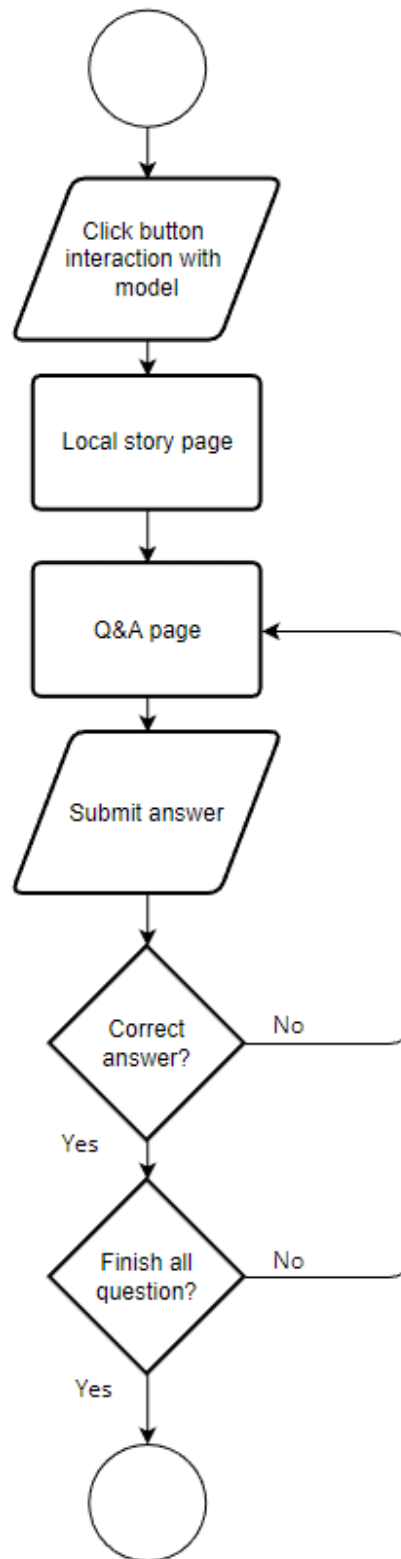 Click button
interaction with
model
Local story page
Q&A page
Submit answer
Correct
answer?
No
Yes
Finish all
question?
No
Yes